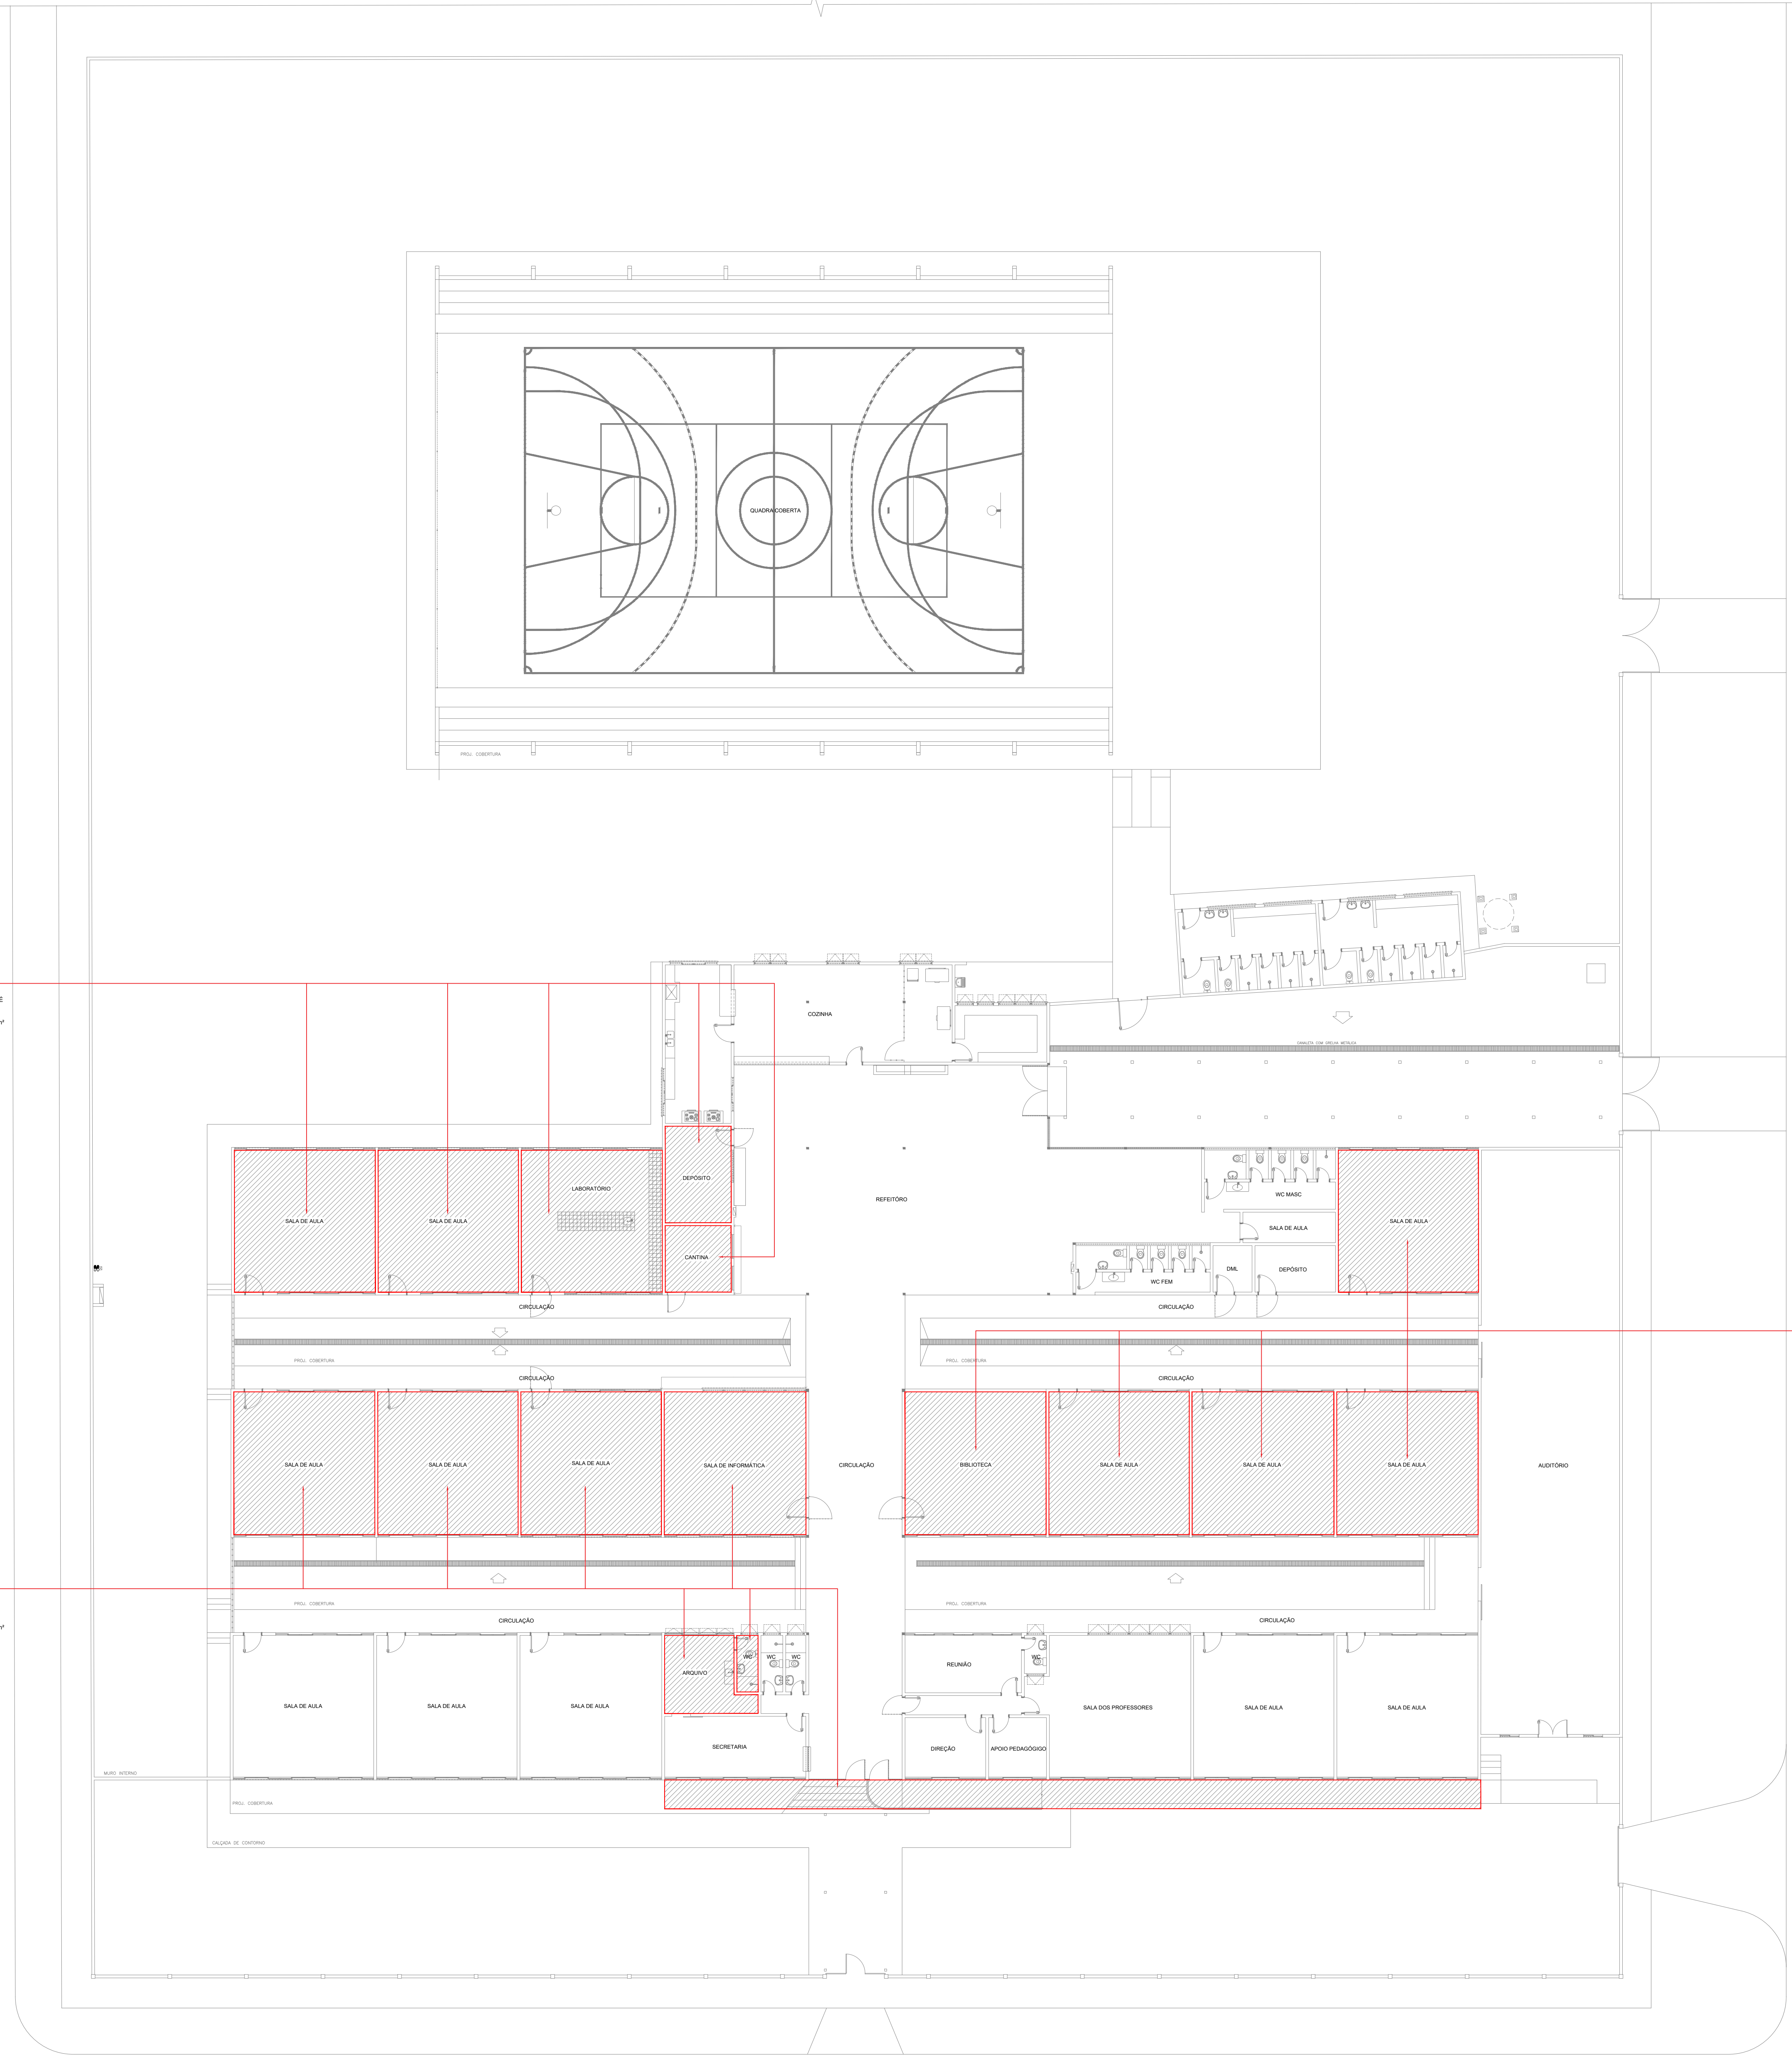 QUADRA COBERTA
PROJ. COBERTURA
E
m²
COZINHA
CANALETA COM GRELHA METÁLICA
DEPÓSITO
LABORATÓRIO
SALA DE AULA
SALA DE AULA
REFEITÓRO
WC MASC
SALA DE AULA
SALA DE AULA
CANTINA
DML
DEPÓSITO
WC FEM
CIRCULAÇÃO
CIRCULAÇÃO
PROJ. COBERTURA
PROJ. COBERTURA
CIRCULAÇÃO
CIRCULAÇÃO
SALA DE AULA
SALA DE AULA
SALA DE AULA
SALA DE INFORMÁTICA
CIRCULAÇÃO
BIBLIOTECA
SALA DE AULA
SALA DE AULA
SALA DE AULA
AUDITÓRIO
PROJ. COBERTURA
PROJ. COBERTURA
CIRCULAÇÃO
CIRCULAÇÃO
m²
WC
WC
WC
WC
REUNIÃO
ARQUIVO
SALA DE AULA
SALA DE AULA
SALA DE AULA
SALA DOS PROFESSORES
SALA DE AULA
SALA DE AULA
SECRETARIA
DIREÇÃO
APOIO PEDAGÓGIGO
MURO INTERNO
PROJ. COBERTURA
CALÇADA DE CONTORNO